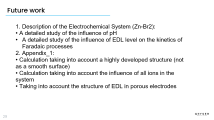 Future work
1. Description of the Electrochemical System (Zn-Br2):
• A detailed study of the influence of pH
• A detailed study of the influence of EDL level on the kinetics of
Faradaic processes
2. Appendix_1:
• Calculation taking into account a highly developed structure (not
as a smooth surface)
• Calculation taking into account the influence of all ions in the
system
• Taking into account the structure of EDL in porous electrodes